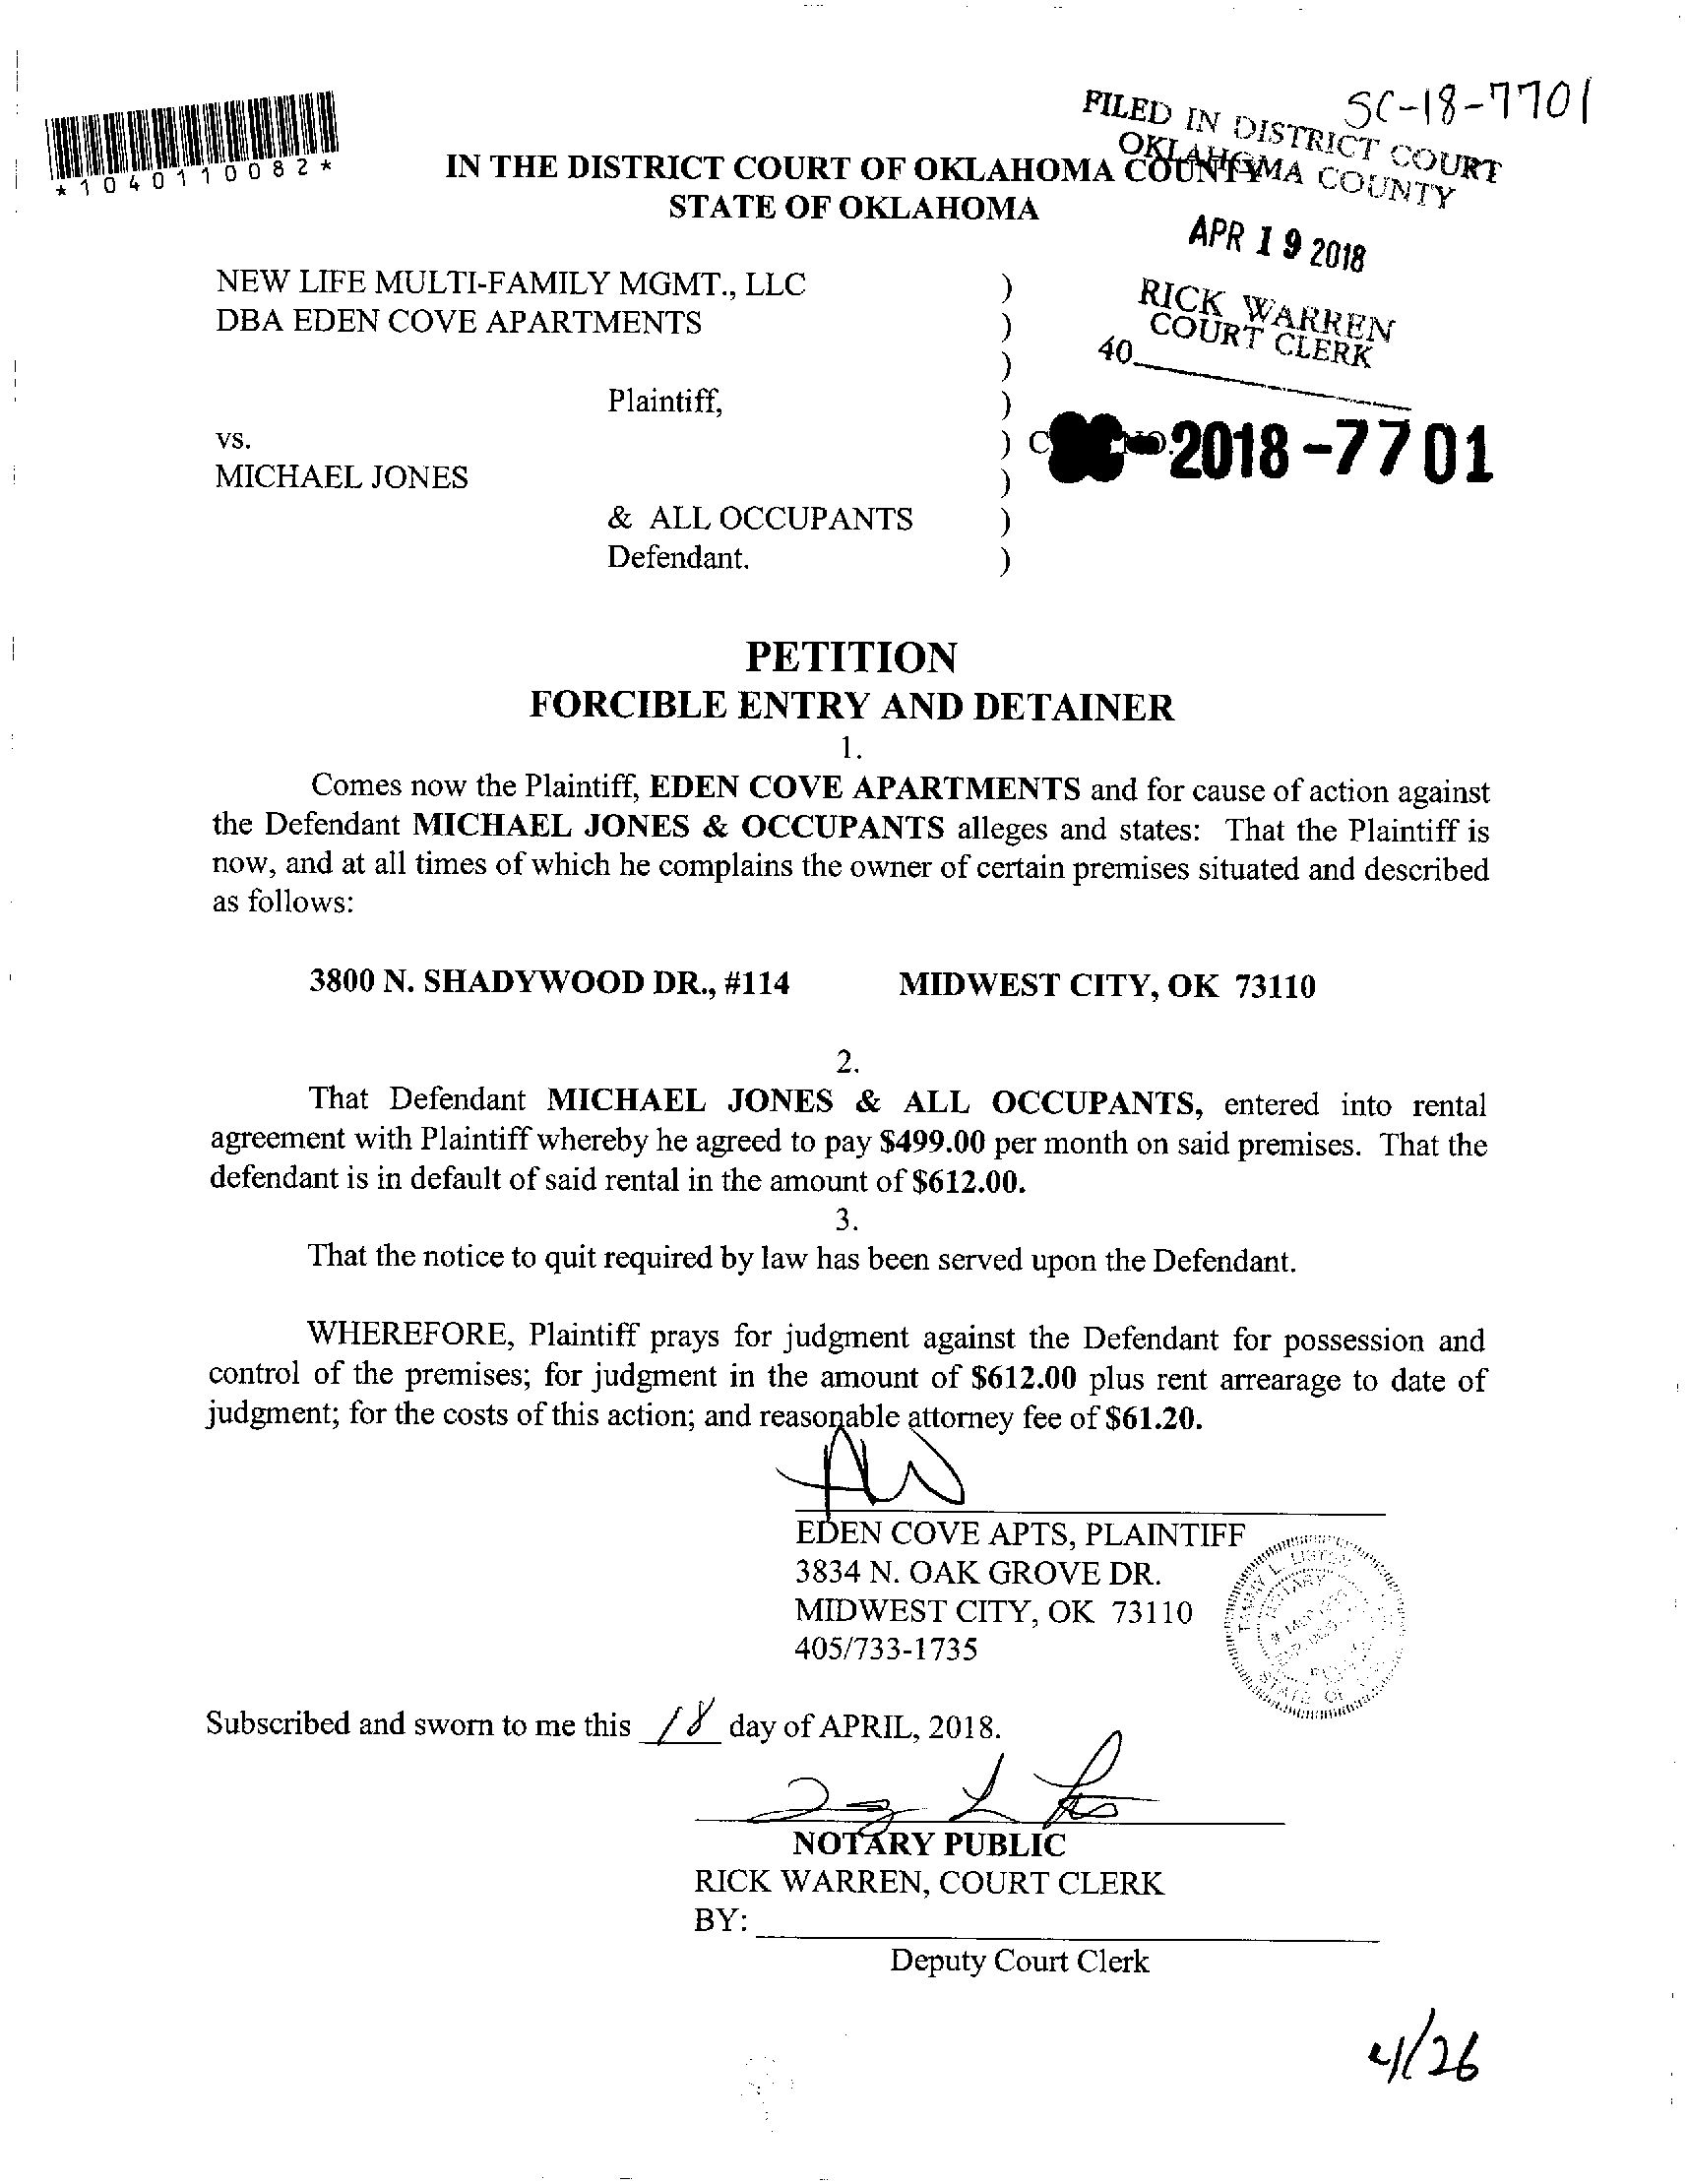 SC-18-7701
*1040110082*
FILED IN DISTRICT COURT
OKLAHOMA COUNTY
IN THE DISTRICT COURT OF OKLAHOMA COUNTY
STATE OF OKLAHOMA
APR 19 2018
RICK WARREN
COURT CLERK
40
NEW LIFE MULTI-FAMILY MGMT., LLC )
DBA EDEN COVE APARTMENTS )
)
Plaintiff, )
vs. ) 2018-7701
MICHAEL JONES )
& ALL OCCUPANTS )
Defendant. )
PETITION
FORCIBLE ENTRY AND DETAINER
1.
Comes now the Plaintiff, EDEN COVE APARTMENTS and for cause of action against
the Defendant MICHAEL JONES & OCCUPANTS alleges and states: That the Plaintiff is
now, and at all times of which he complains the owner of certain premises situated and described
as follows:
3800 N. SHADYWOOD DR., #114 MIDWEST CITY, OK 73110
2.
That Defendant MICHAEL JONES & ALL OCCUPANTS, entered into rental
agreement with Plaintiff whereby he agreed to pay $499.00 per month on said premises. That the
defendant is in default of said rental in the amount of $612.00.
3.
That the notice to quit required by law has been served upon the Defendant.
WHEREFORE, Plaintiff prays for judgment against the Defendant for possession and
control of the premises; for judgment in the amount of $612.00 plus rent arrearage to date of
judgment; for the costs of this action; and reasonable attorney fee of $61.20.
EDEN COVE APTS, PLAINTIFF
3834 N. OAK GROVE DR.
MIDWEST CITY, OK 73110
405/733-1735
TAMMY L. LISTON
NOTARY
STATE OF
Subscribed and sworn to me this 18 day of APRIL, 2018.
NOTARY PUBLIC
RICK WARREN, COURT CLERK
BY:
Deputy Court Clerk
4/26